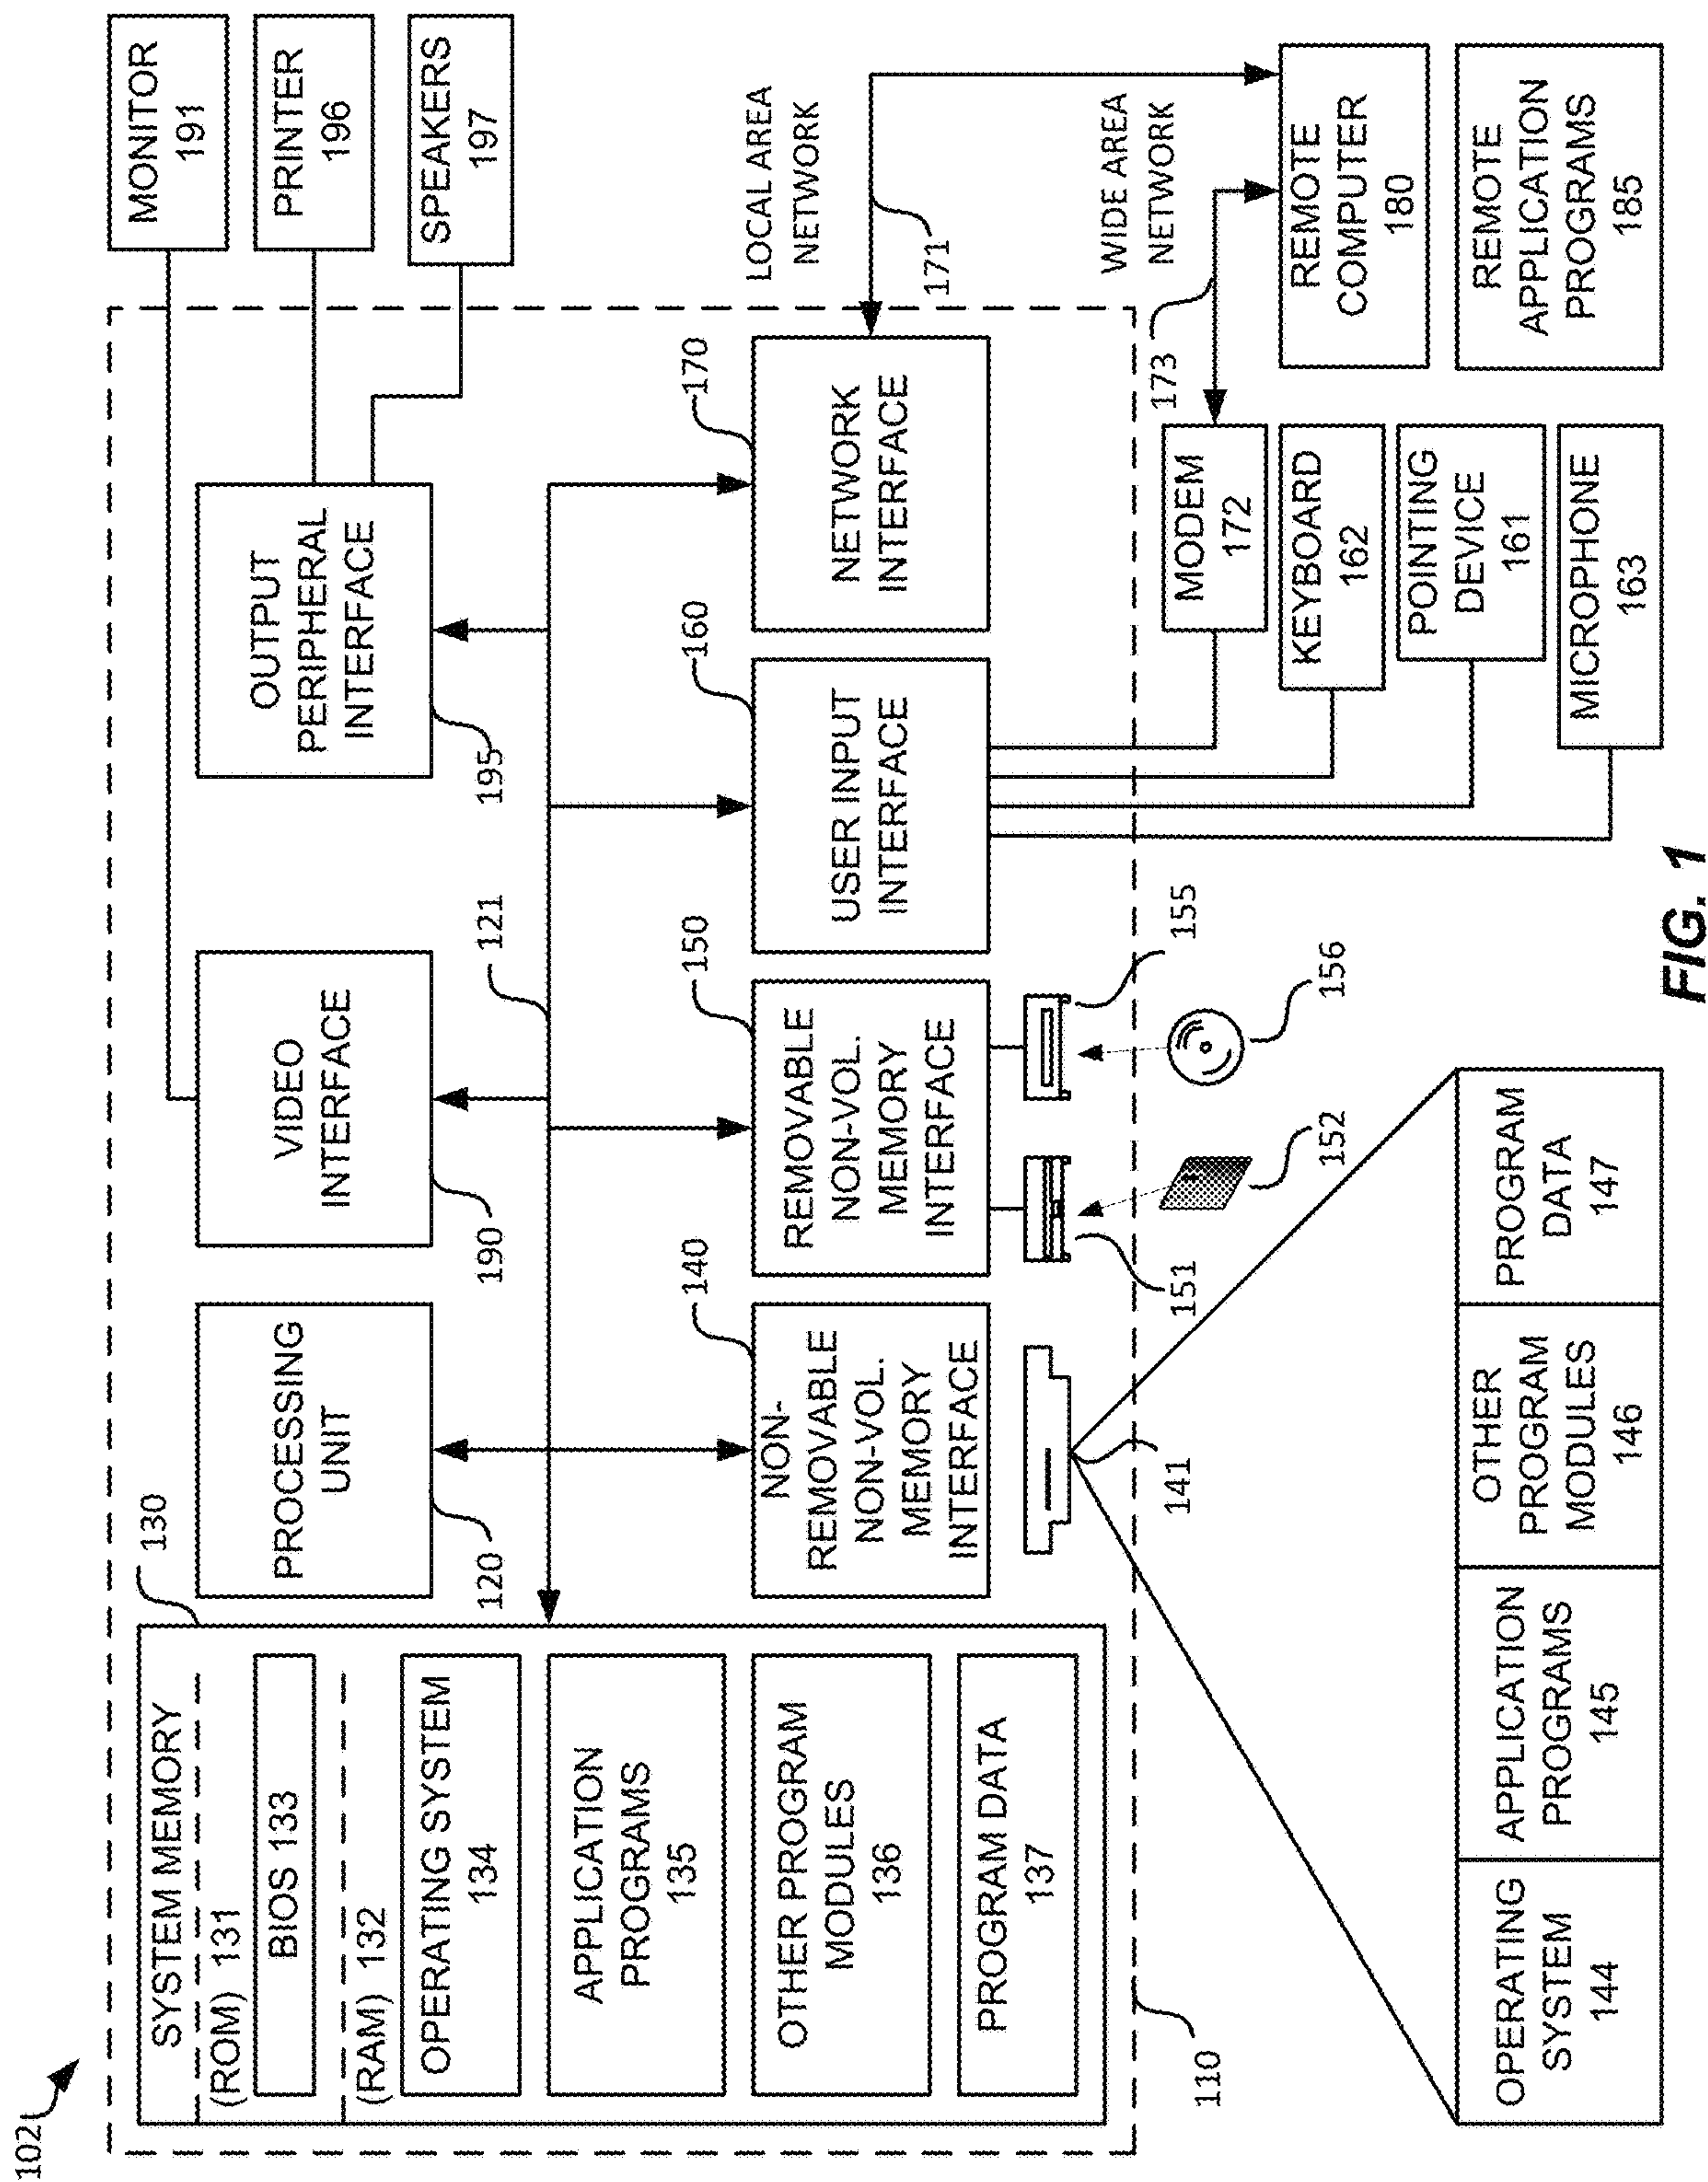 102
SYSTEM MEMORY
(ROM) 131
BIOS 133
(RAM) 132
OPERATING SYSTEM
134
APPLICATION
PROGRAMS
135
OTHER PROGRAM
MODULES
136
PROGRAM DATA
137
130
110
PROCESSING
UNIT
120
VIDEO
INTERFACE
190
121
OUTPUT
PERIPHERAL
INTERFACE
195
MONITOR
191
PRINTER
196
SPEAKERS
197
NON-
REMOVABLE
NON-VOL.
MEMORY
INTERFACE
140
REMOVABLE
NON-VOL.
MEMORY
INTERFACE
150
USER INPUT
INTERFACE
160
NETWORK
INTERFACE
170
LOCAL AREA
NETWORK
171
WIDE AREA
NETWORK
173
141
151
152
155
156
MODEM
172
KEYBOARD
162
POINTING
DEVICE
161
MICROPHONE
163
REMOTE
COMPUTER
180
REMOTE
APPLICATION
PROGRAMS
185
OPERATING
SYSTEM
144
APPLICATION
PROGRAMS
145
OTHER
PROGRAM
MODULES
146
PROGRAM
DATA
147
FIG. 1